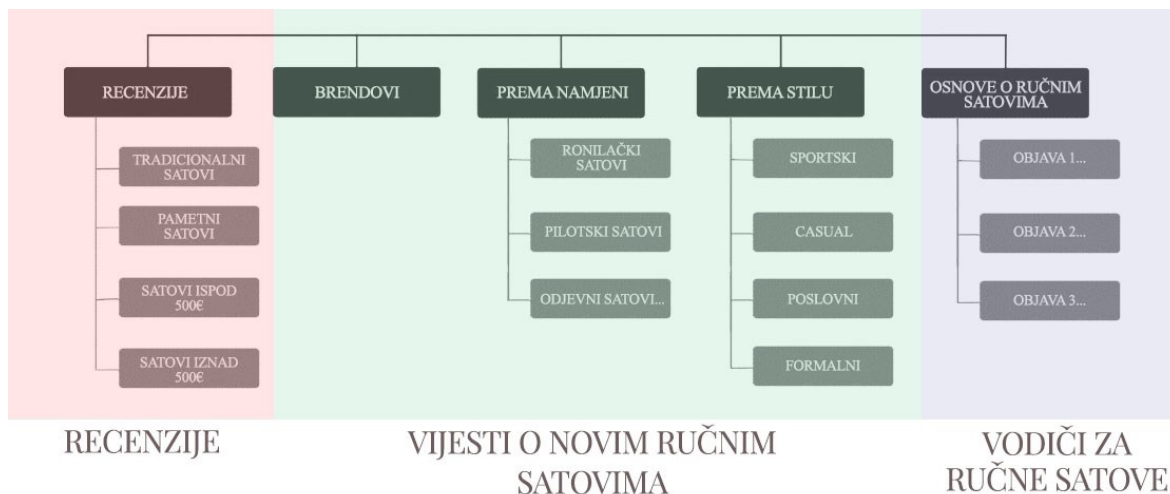 RECENZIJE
TRADICIONALNI
SATOVI
PAMETNI
SATOVI
SATOVI ISPOD
500€
SATOVI IZNAD
500€
BRENDOVI
PREMA NAMJENI
RONILAČKI
SATOVI
PILOTSKI SATOVI
ODJEVNI SATOVI...
PREMA STILU
SPORTSKI
CASUAL
POSLOVNI
FORMALNI
OSNOVE O RUČNIM
SATOVIMA
OBJAVA 1...
OBJAVA 2...
OBJAVA 3...
RECENZIJE
VIJESTI O NOVIM RUČNIM
SATOVIMA
VODIČI ZA
RUČNE SATOVE